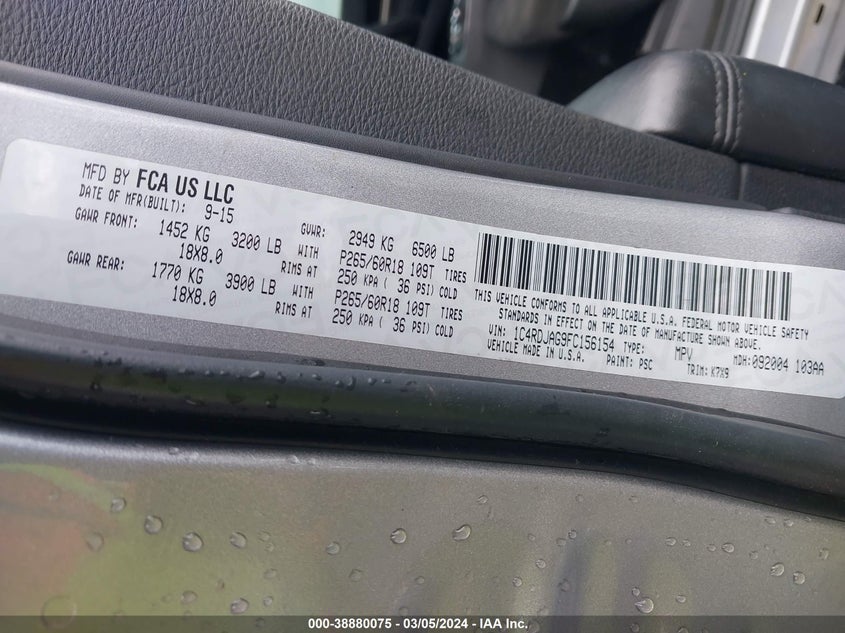 MFD BY FCA US LLC
DATE OF MFR(BUILT): 9-15
GVWR: 2949 KG 6500 LB
GAWR FRONT: 1452 KG 3200 LB WITH P265/60R18 109T TIRES
18X8.0 RIMS AT 250 KPA ( 36 PSI) COLD
GAWR REAR: 1770 KG 3900 LB WITH P265/60R18 109T TIRES
18X8.0 RIMS AT 250 KPA ( 36 PSI) COLD
THIS VEHICLE CONFORMS TO ALL APPLICABLE U.S.A. FEDERAL MOTOR VEHICLE SAFETY
STANDARDS IN EFFECT ON THE DATE OF MANUFACTURE SHOWN ABOVE.
VIN: 1C4RDJAG9FC156154 TYPE: MPV MDH:092004 103AA
VEHICLE MADE IN U.S.A. PAINT: PSC TRIM: K7X9
000-38880075 - 03/05/2024 - IAA Inc.